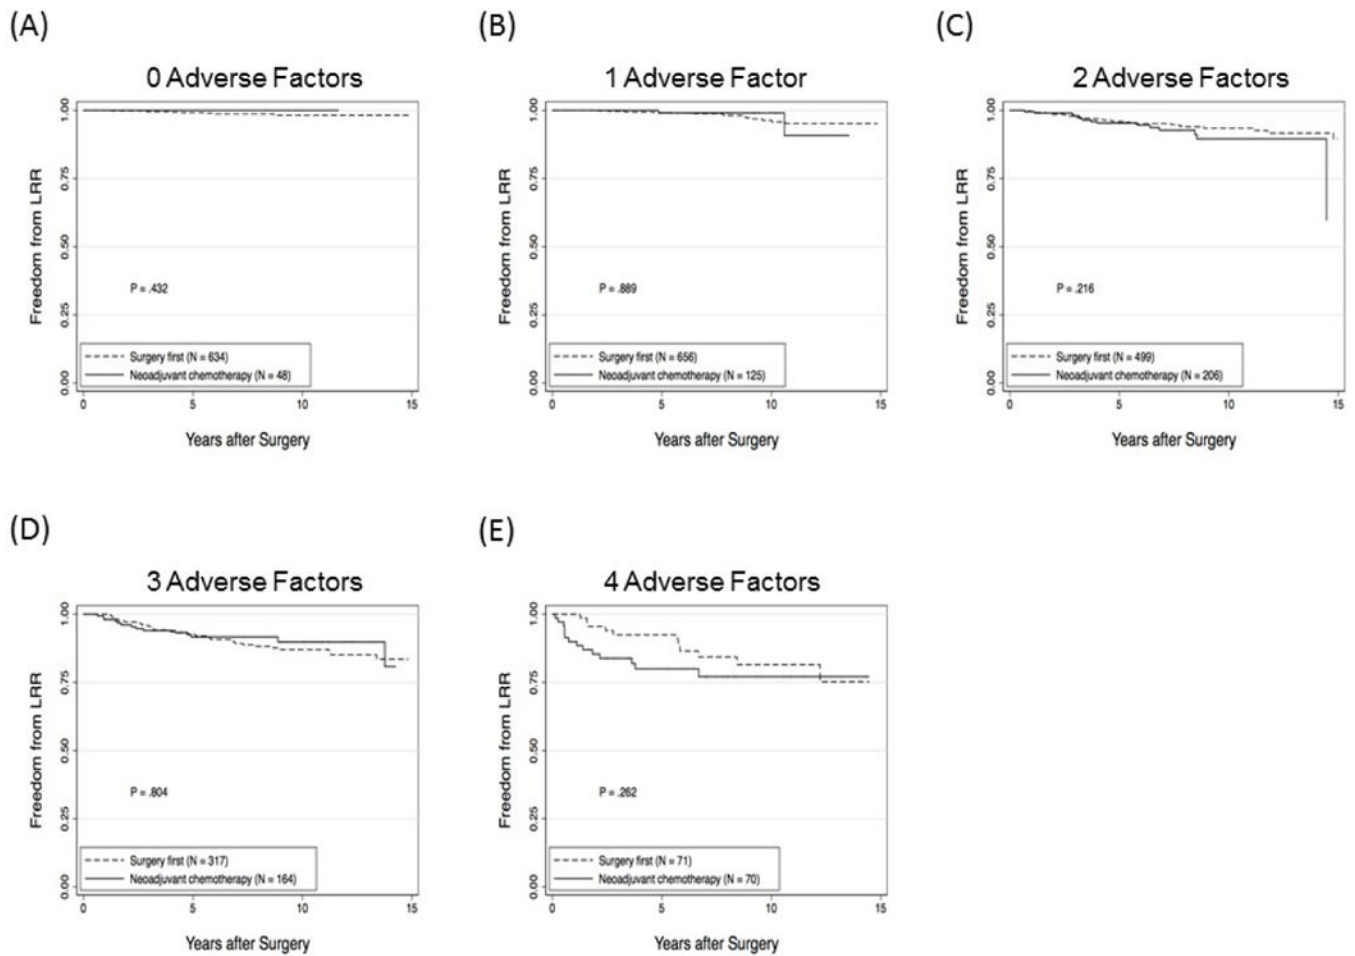 (A)
0 Adverse Factors
Freedom from LRR
1.00
0.75
0.50
0.25
0.00
P = .432
Surgery first (N = 634)
Neoadjuvant chemotherapy (N = 48)
0 5 10 15
Years after Surgery
(B)
1 Adverse Factor
Freedom from LRR
1.00
0.75
0.50
0.25
0.00
P = .889
Surgery first (N = 656)
Neoadjuvant chemotherapy (N = 125)
0 5 10 15
Years after Surgery
(C)
2 Adverse Factors
Freedom from LRR
1.00
0.75
0.50
0.25
0.00
P = .216
Surgery first (N = 499)
Neoadjuvant chemotherapy (N = 206)
0 5 10 15
Years after Surgery
(D)
3 Adverse Factors
Freedom from LRR
1.00
0.75
0.50
0.25
0.00
P = .804
Surgery first (N = 317)
Neoadjuvant chemotherapy (N = 164)
0 5 10 15
Years after Surgery
(E)
4 Adverse Factors
Freedom from LRR
1.00
0.75
0.50
0.25
0.00
P = .262
Surgery first (N = 71)
Neoadjuvant chemotherapy (N = 70)
0 5 10 15
Years after Surgery